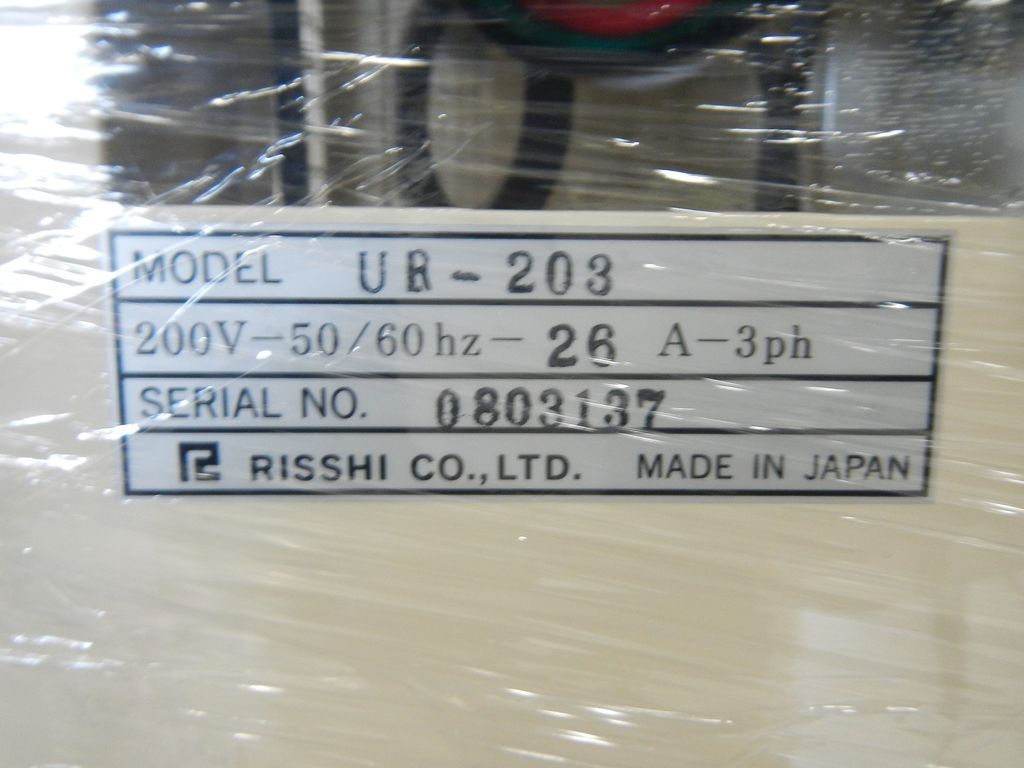 MODEL UR-203
200V-50/60hz-26 A-3ph
SERIAL NO. 0803137
RISSHI CO.,LTD. MADE IN JAPAN